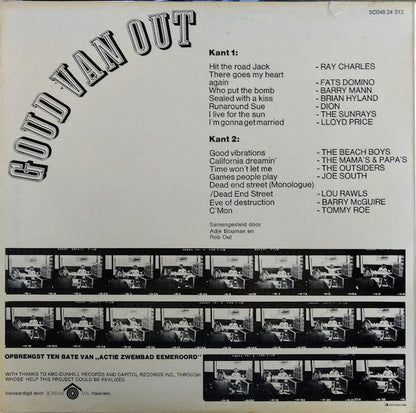 5C048.24 512
GOUD VAN OUT
Kant 1:
Hit the road Jack - RAY CHARLES
There goes my heart
again - FATS DOMINO
Who put the bomb - BARRY MANN
Sealed with a kiss - BRIAN HYLAND
Runaround Sue - DION
I live for the sun - THE SUNRAYS
I'm gonna get married - LLOYD PRICE
Kant 2:
Good vibrations - THE BEACH BOYS
California dreamin' - THE MAMA'S & PAPA'S
Time won't let me - THE OUTSIDERS
Games people play - JOE SOUTH
Dead end street (Monologue)
/Dead End Street - LOU RAWLS
Eve of destruction - BARRY McGUIRE
C'Mon - TOMMY ROE
Samengesteld door
Adje Bouman en
Rob Out
OPBRENGST TEN BATE VAN „ACTIE ZWEMBAD EEMEROORD"
WITH THANKS TO ABC-DUNHILL RECORDS AND CAPITOL RECORDS INC., THROUGH
WHOSE HELP THIS PROJECT COULD BE REALIZED.
Vervaardigd door BOVEMA EMI Haarlem.